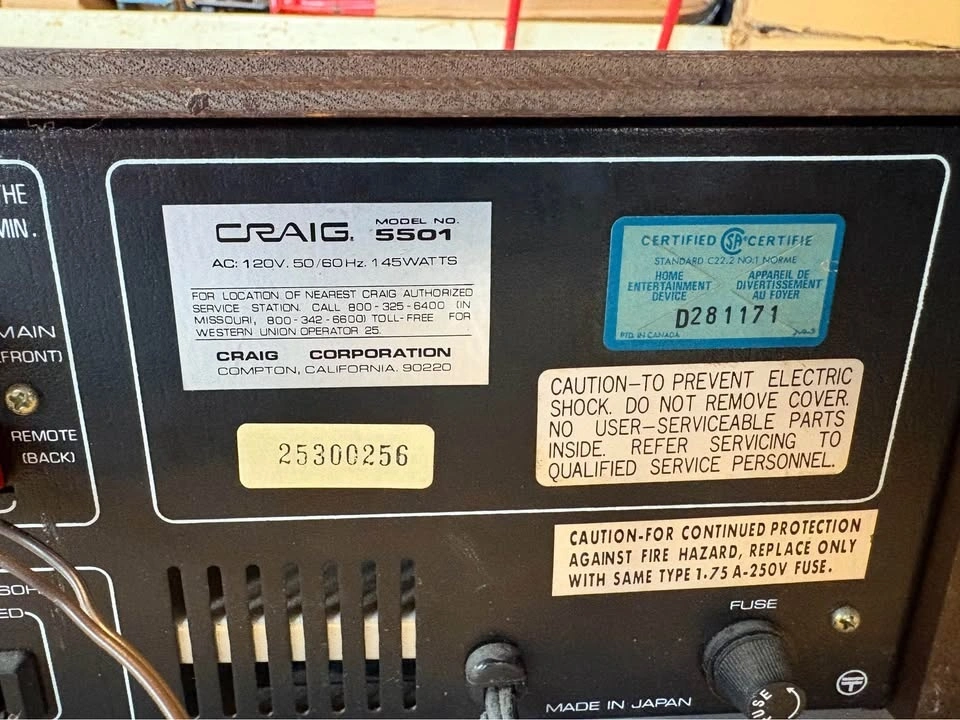 THE
MIN.
MAIN
(FRONT)
REMOTE
(BACK)
CRAIG. MODEL NO. 5501
AC: 120V. 50/60Hz. 145WATTS
FOR LOCATION OF NEAREST CRAIG AUTHORIZED
SERVICE STATION. CALL 800-325-6400 (IN
MISSOURI, 800-342-6600) TOLL-FREE FOR
WESTERN UNION OPERATOR 25.
CRAIG CORPORATION
COMPTON, CALIFORNIA. 90220
25300256
CERTIFIED SA CERTIFIE
STANDARD C22.2 NO.1 NORME
HOME APPAREIL DE
ENTERTAINMENT DIVERTISSEMENT
DEVICE AU FOYER
D281171
PTD. IN CANADA
CAUTION-TO PREVENT ELECTRIC
SHOCK. DO NOT REMOVE COVER.
NO USER-SERVICEABLE PARTS
INSIDE. REFER SERVICING TO
QUALIFIED SERVICE PERSONNEL.
CAUTION-FOR CONTINUED PROTECTION
AGAINST FIRE HAZARD, REPLACE ONLY
WITH SAME TYPE 1.75 A-250V FUSE.
FUSE
MADE IN JAPAN
FUSE